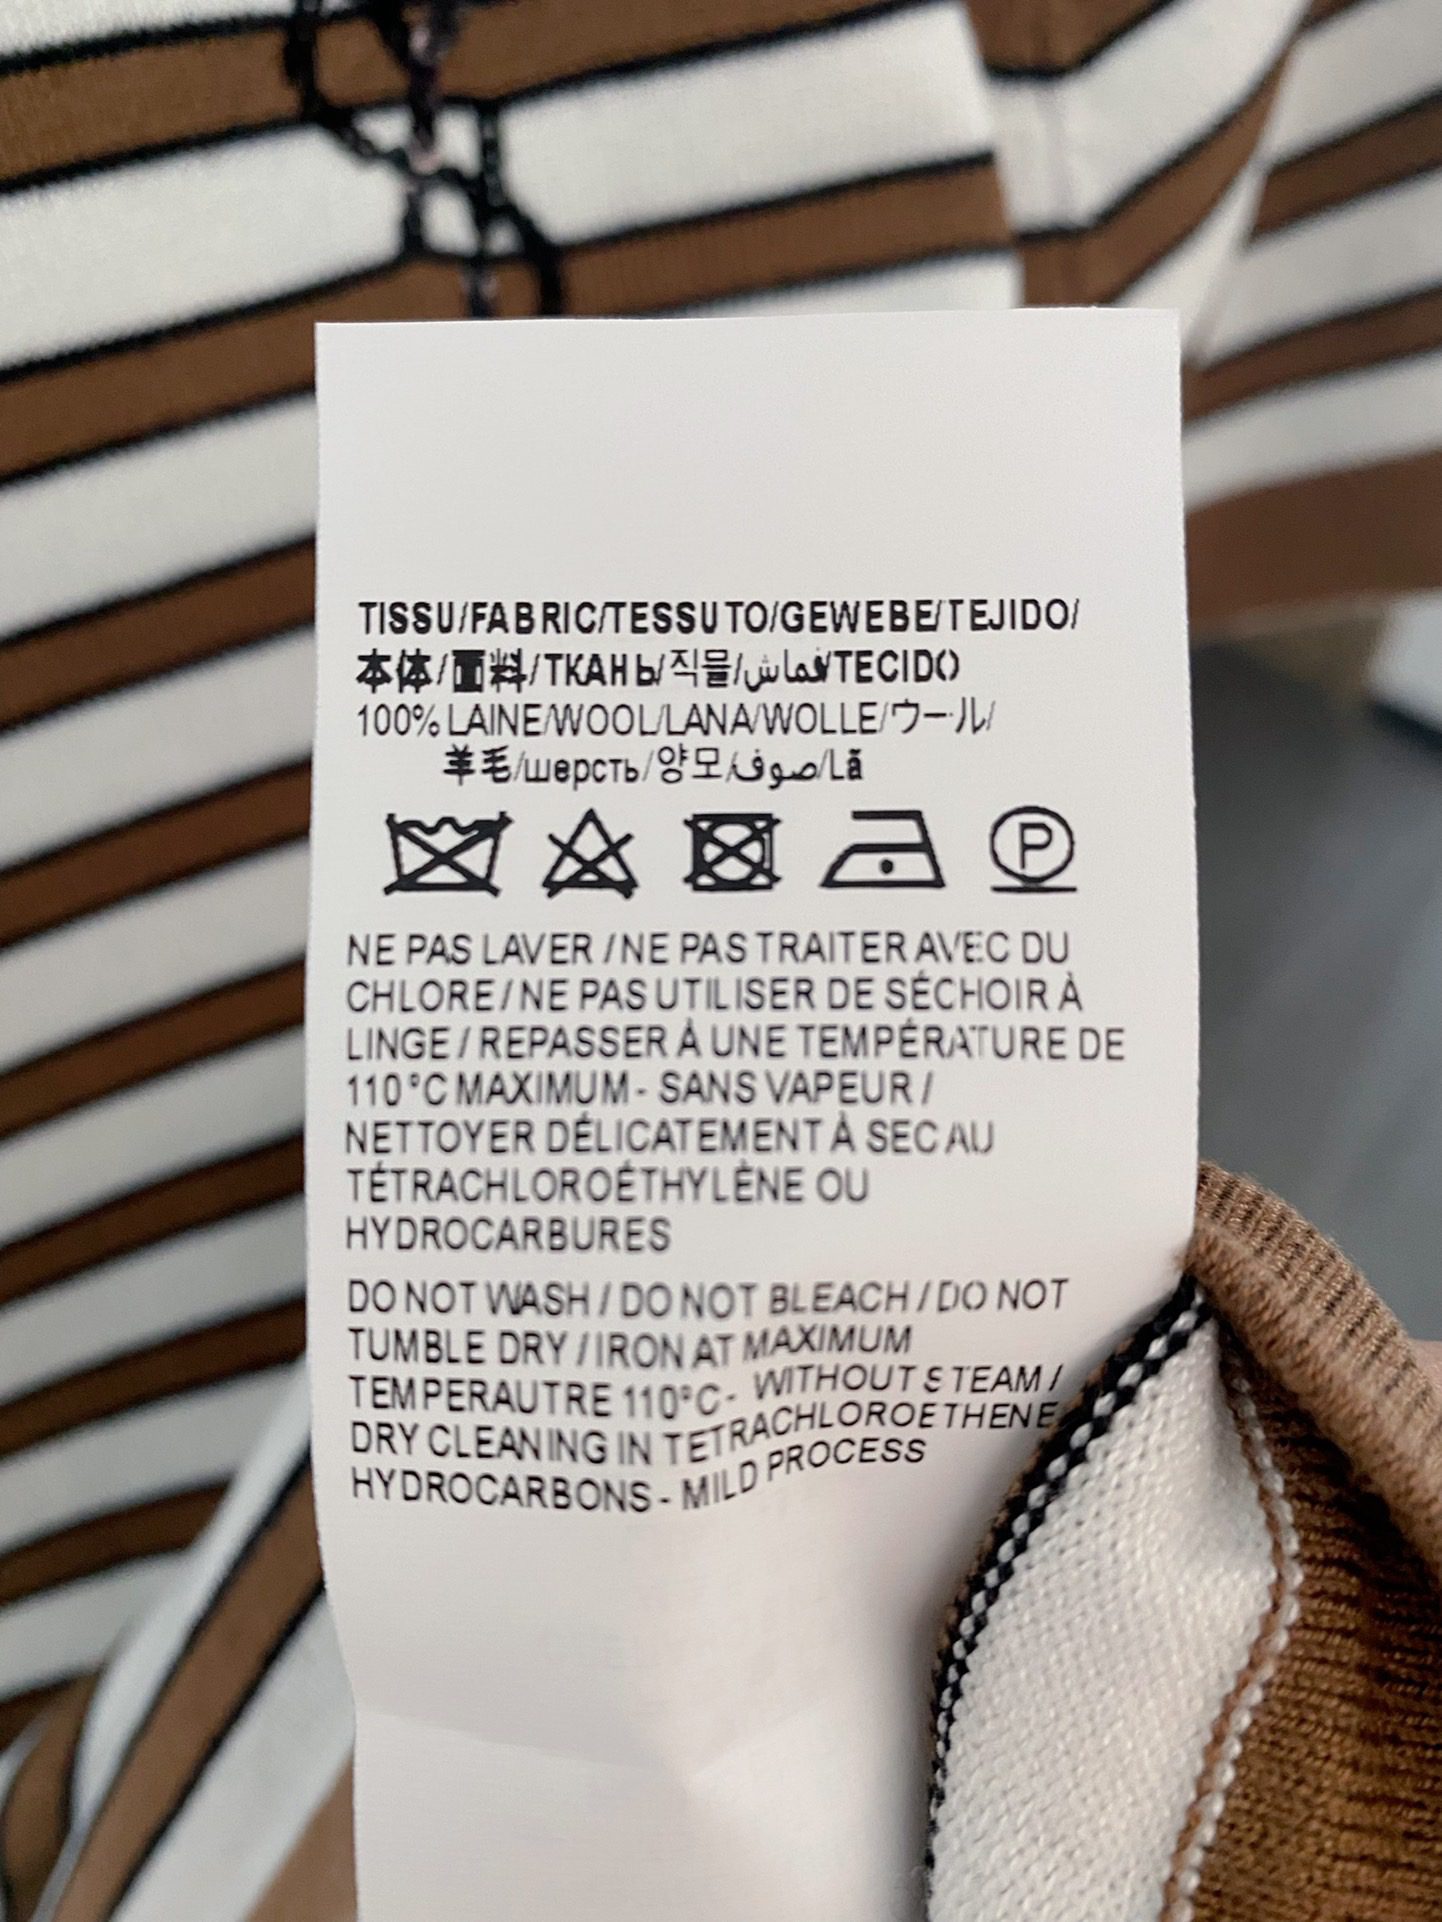 TISSU/FABRIC/TESSUTO/GEWEBE/TEJIDO/
本体/面料/ТКАНЬ/직물/قماش/TECIDO
100% LAINE/WOOL/LANA/WOLLE/ウール/
羊毛/шерсть/양모/صوف/Lã
P
NE PAS LAVER / NE PAS TRAITER AVEC DU
CHLORE / NE PAS UTILISER DE SÉCHOIR À
LINGE / REPASSER À UNE TEMPÉRATURE DE
110°C MAXIMUM - SANS VAPEUR /
NETTOYER DÉLICATEMENT À SEC AU
TÉTRACHLOROÉTHYLÈNE OU
HYDROCARBURES
DO NOT WASH / DO NOT BLEACH / DO NOT
TUMBLE DRY / IRON AT MAXIMUM
TEMPERAUTRE 110°C - WITHOUT STEAM /
DRY CLEANING IN TETRACHLOROETHENE
HYDROCARBONS - MILD PROCESS